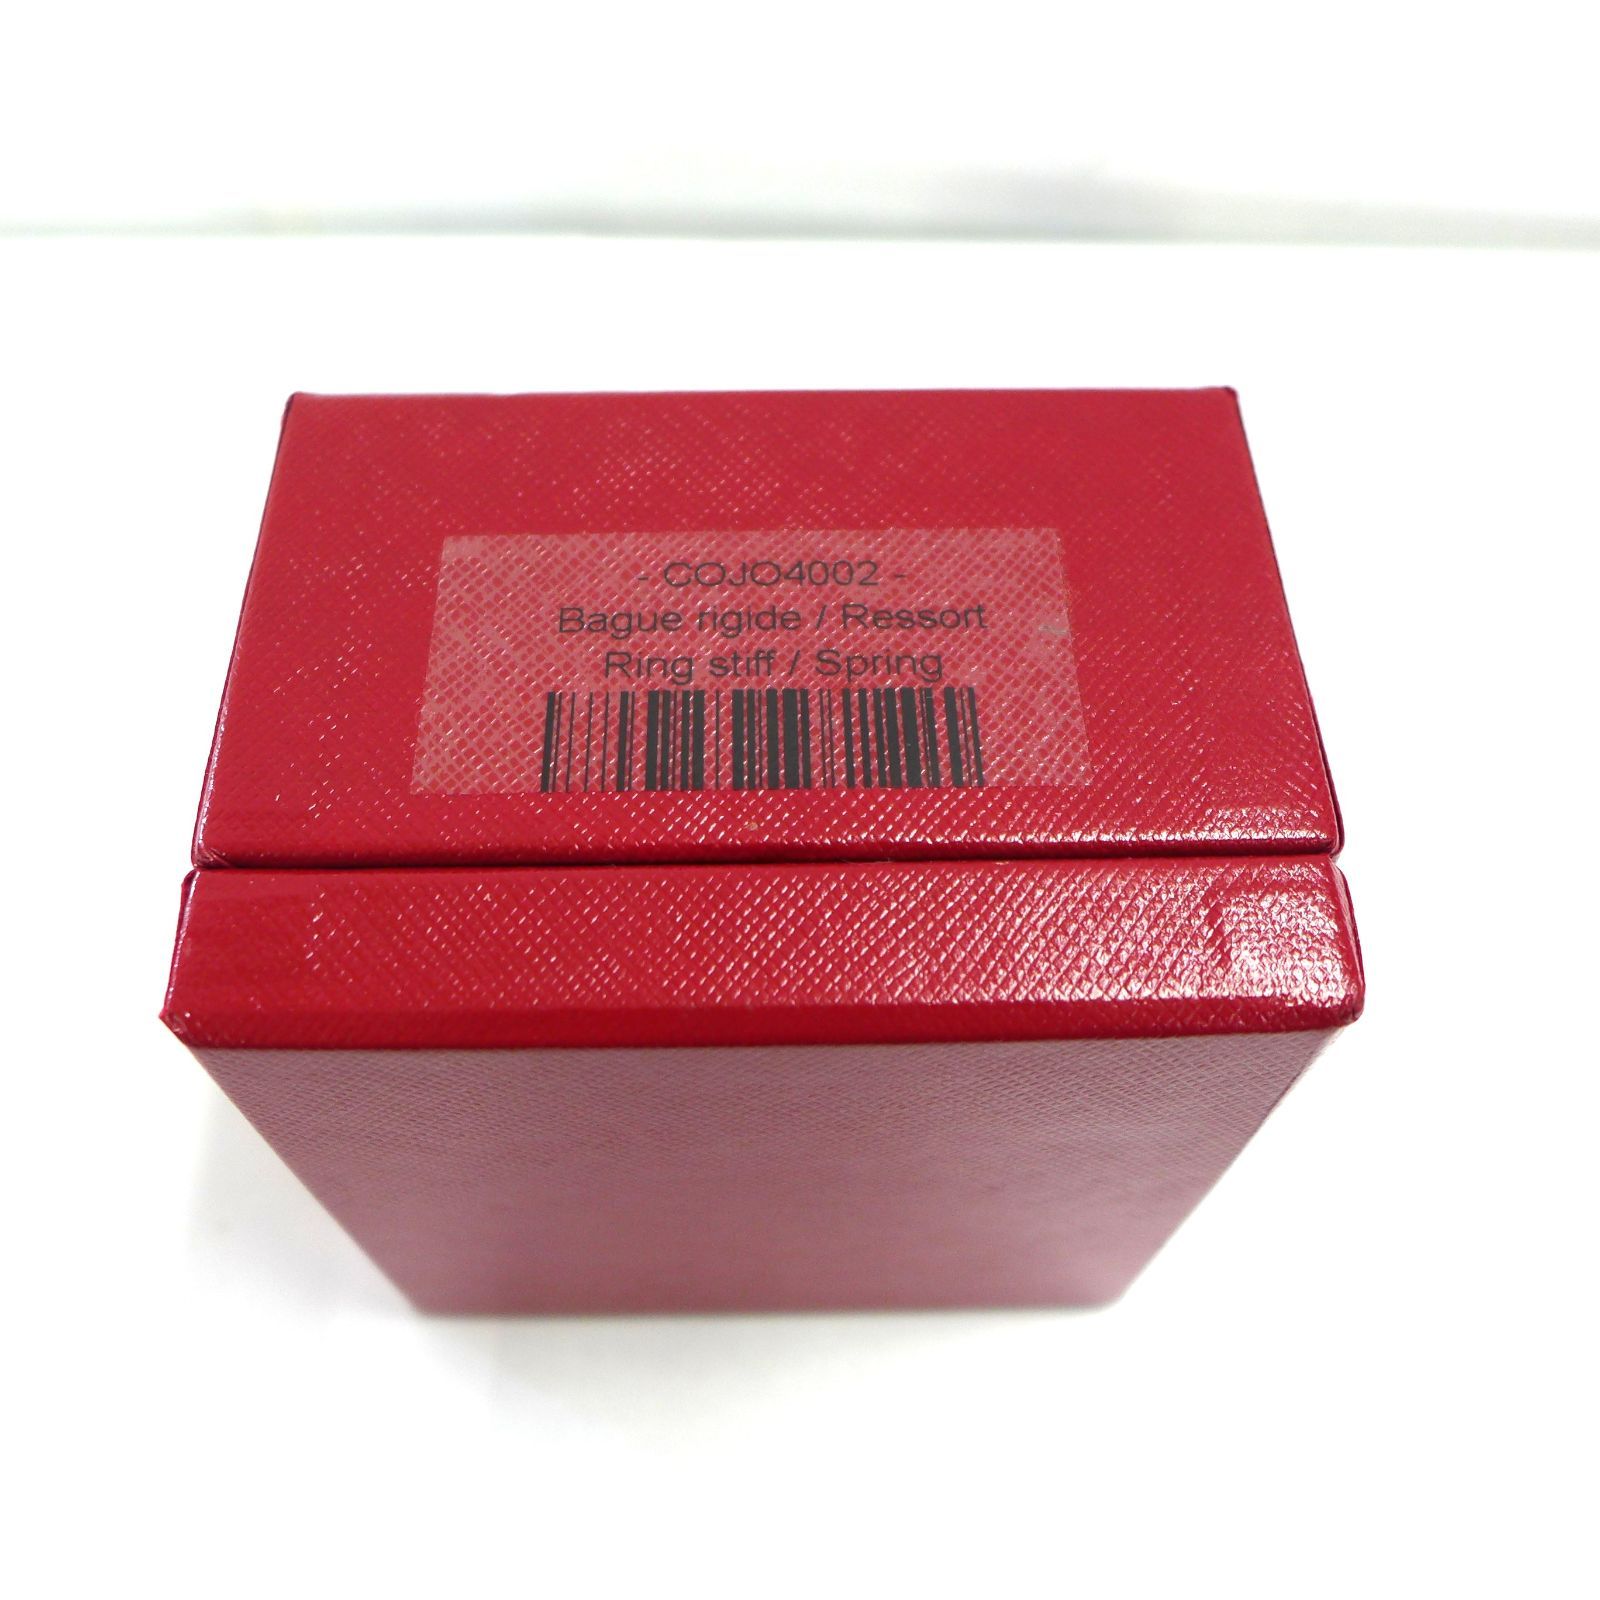 - COJO4002 -
Bague rigide / Ressort
Ring stiff / Spring